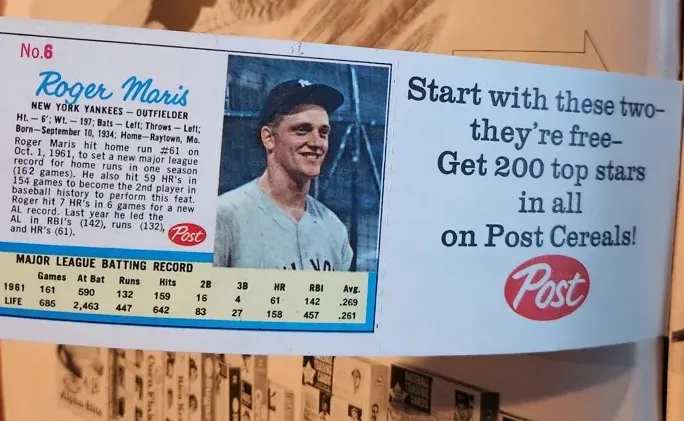 No.6
Roger Maris
NEW YORK YANKEES – OUTFIELDER
Ht. – 6'; Wt. – 197; Bats – Left; Throws – Left;
Born–September 10, 1934; Home–Raytown, Mo.
Roger Maris hit home run #61 on
Oct. 1, 1961, to set a new major league
record for home runs in one season
(162 games). He also hit 59 HR's in
154 games to become the 2nd player in
baseball history to perform this feat.
Roger hit 7 HR's in 6 games for a new
AL record. Last year he led the
AL in RBI's (142), runs (132),
and HR's (61).
Post
MAJOR LEAGUE BATTING RECORD
Games At Bat Runs Hits 2B 3B HR RBI Avg.
1961 161 590 132 159 16 4 61 142 .269
LIFE 685 2,463 447 642 83 27 158 457 .261
Start with these two–
they're free–
Get 200 top stars
in all
on Post Cereals!
Post
Alpha-Bits